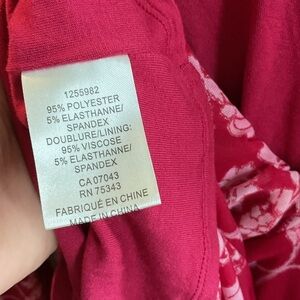 1255982
95% POLYESTER
5% ELASTHANNE/
SPANDEX
DOUBLURE/LINING:
95% VISCOSE
5% ELASTHANNE/
SPANDEX
CA 07043
RN 75343
FABRIQUÉ EN CHINE
MADE IN CHINA